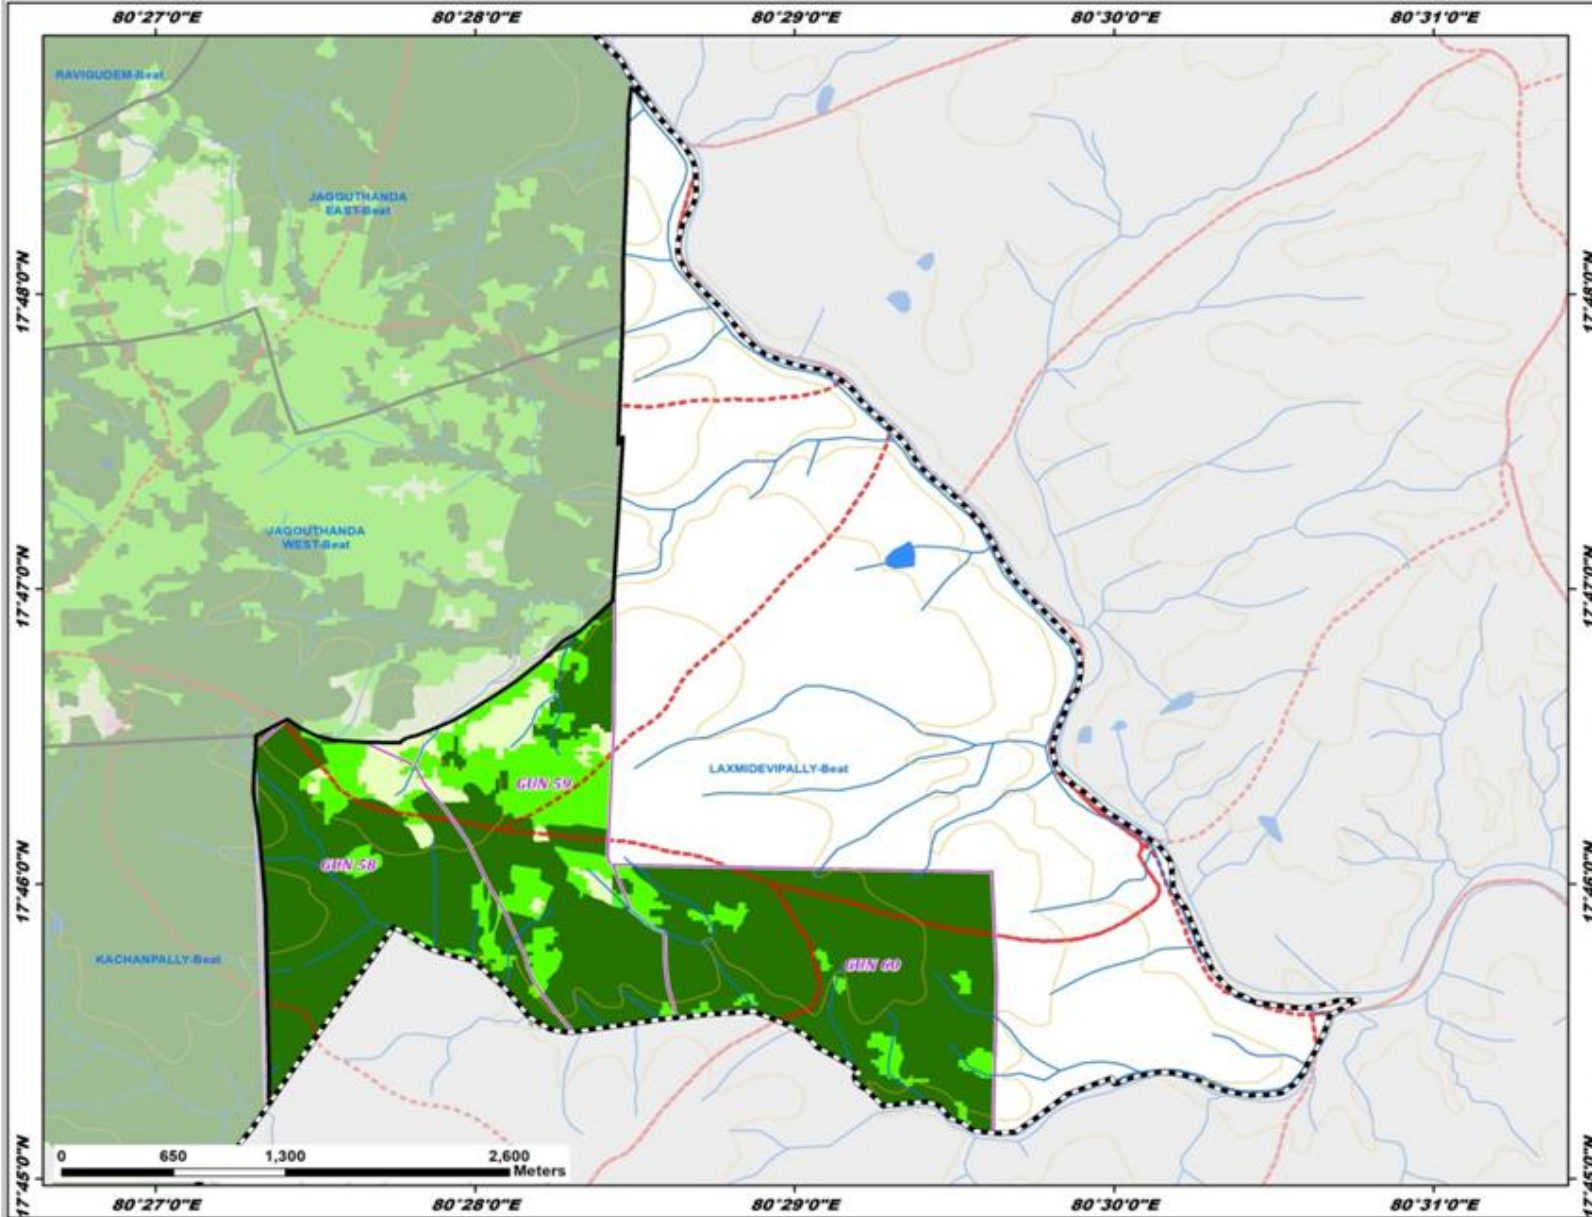 80°27'0"E 80°28'0"E 80°29'0"E 80°30'0"E 80°31'0"E
RAVIGUDEM-Beat
JAGGUTHANDA
EAST-Beat
17°48'0"N 17°48'0"N
JAGGUTHANDA
WEST-Beat
17°47'0"N 17°47'0"N
LAXMIDEVIPALLY-Beat
GUN 59
GUN 58
17°46'0"N 17°46'0"N
KACHANPALLY-Beat
GUN 60
17°45'0"N 17°45'0"N
0 650 1,300 2,600
Meters
80°27'0"E 80°28'0"E 80°29'0"E 80°30'0"E 80°31'0"E